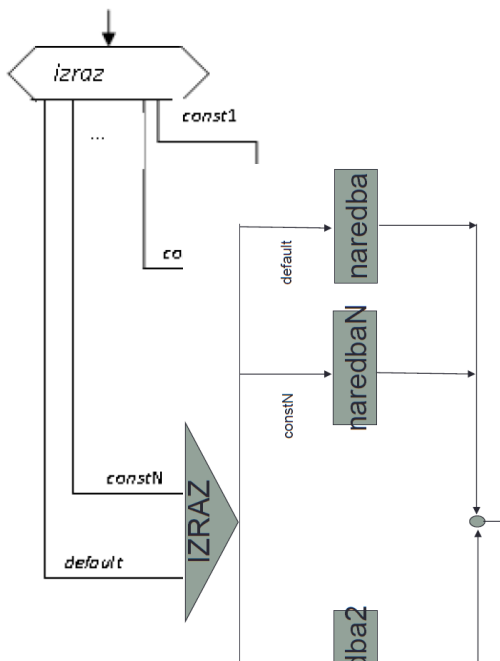 izraz
const1
...
co
naredba
default
naredbaN
constN
constN
IZRAZ
default
dba2